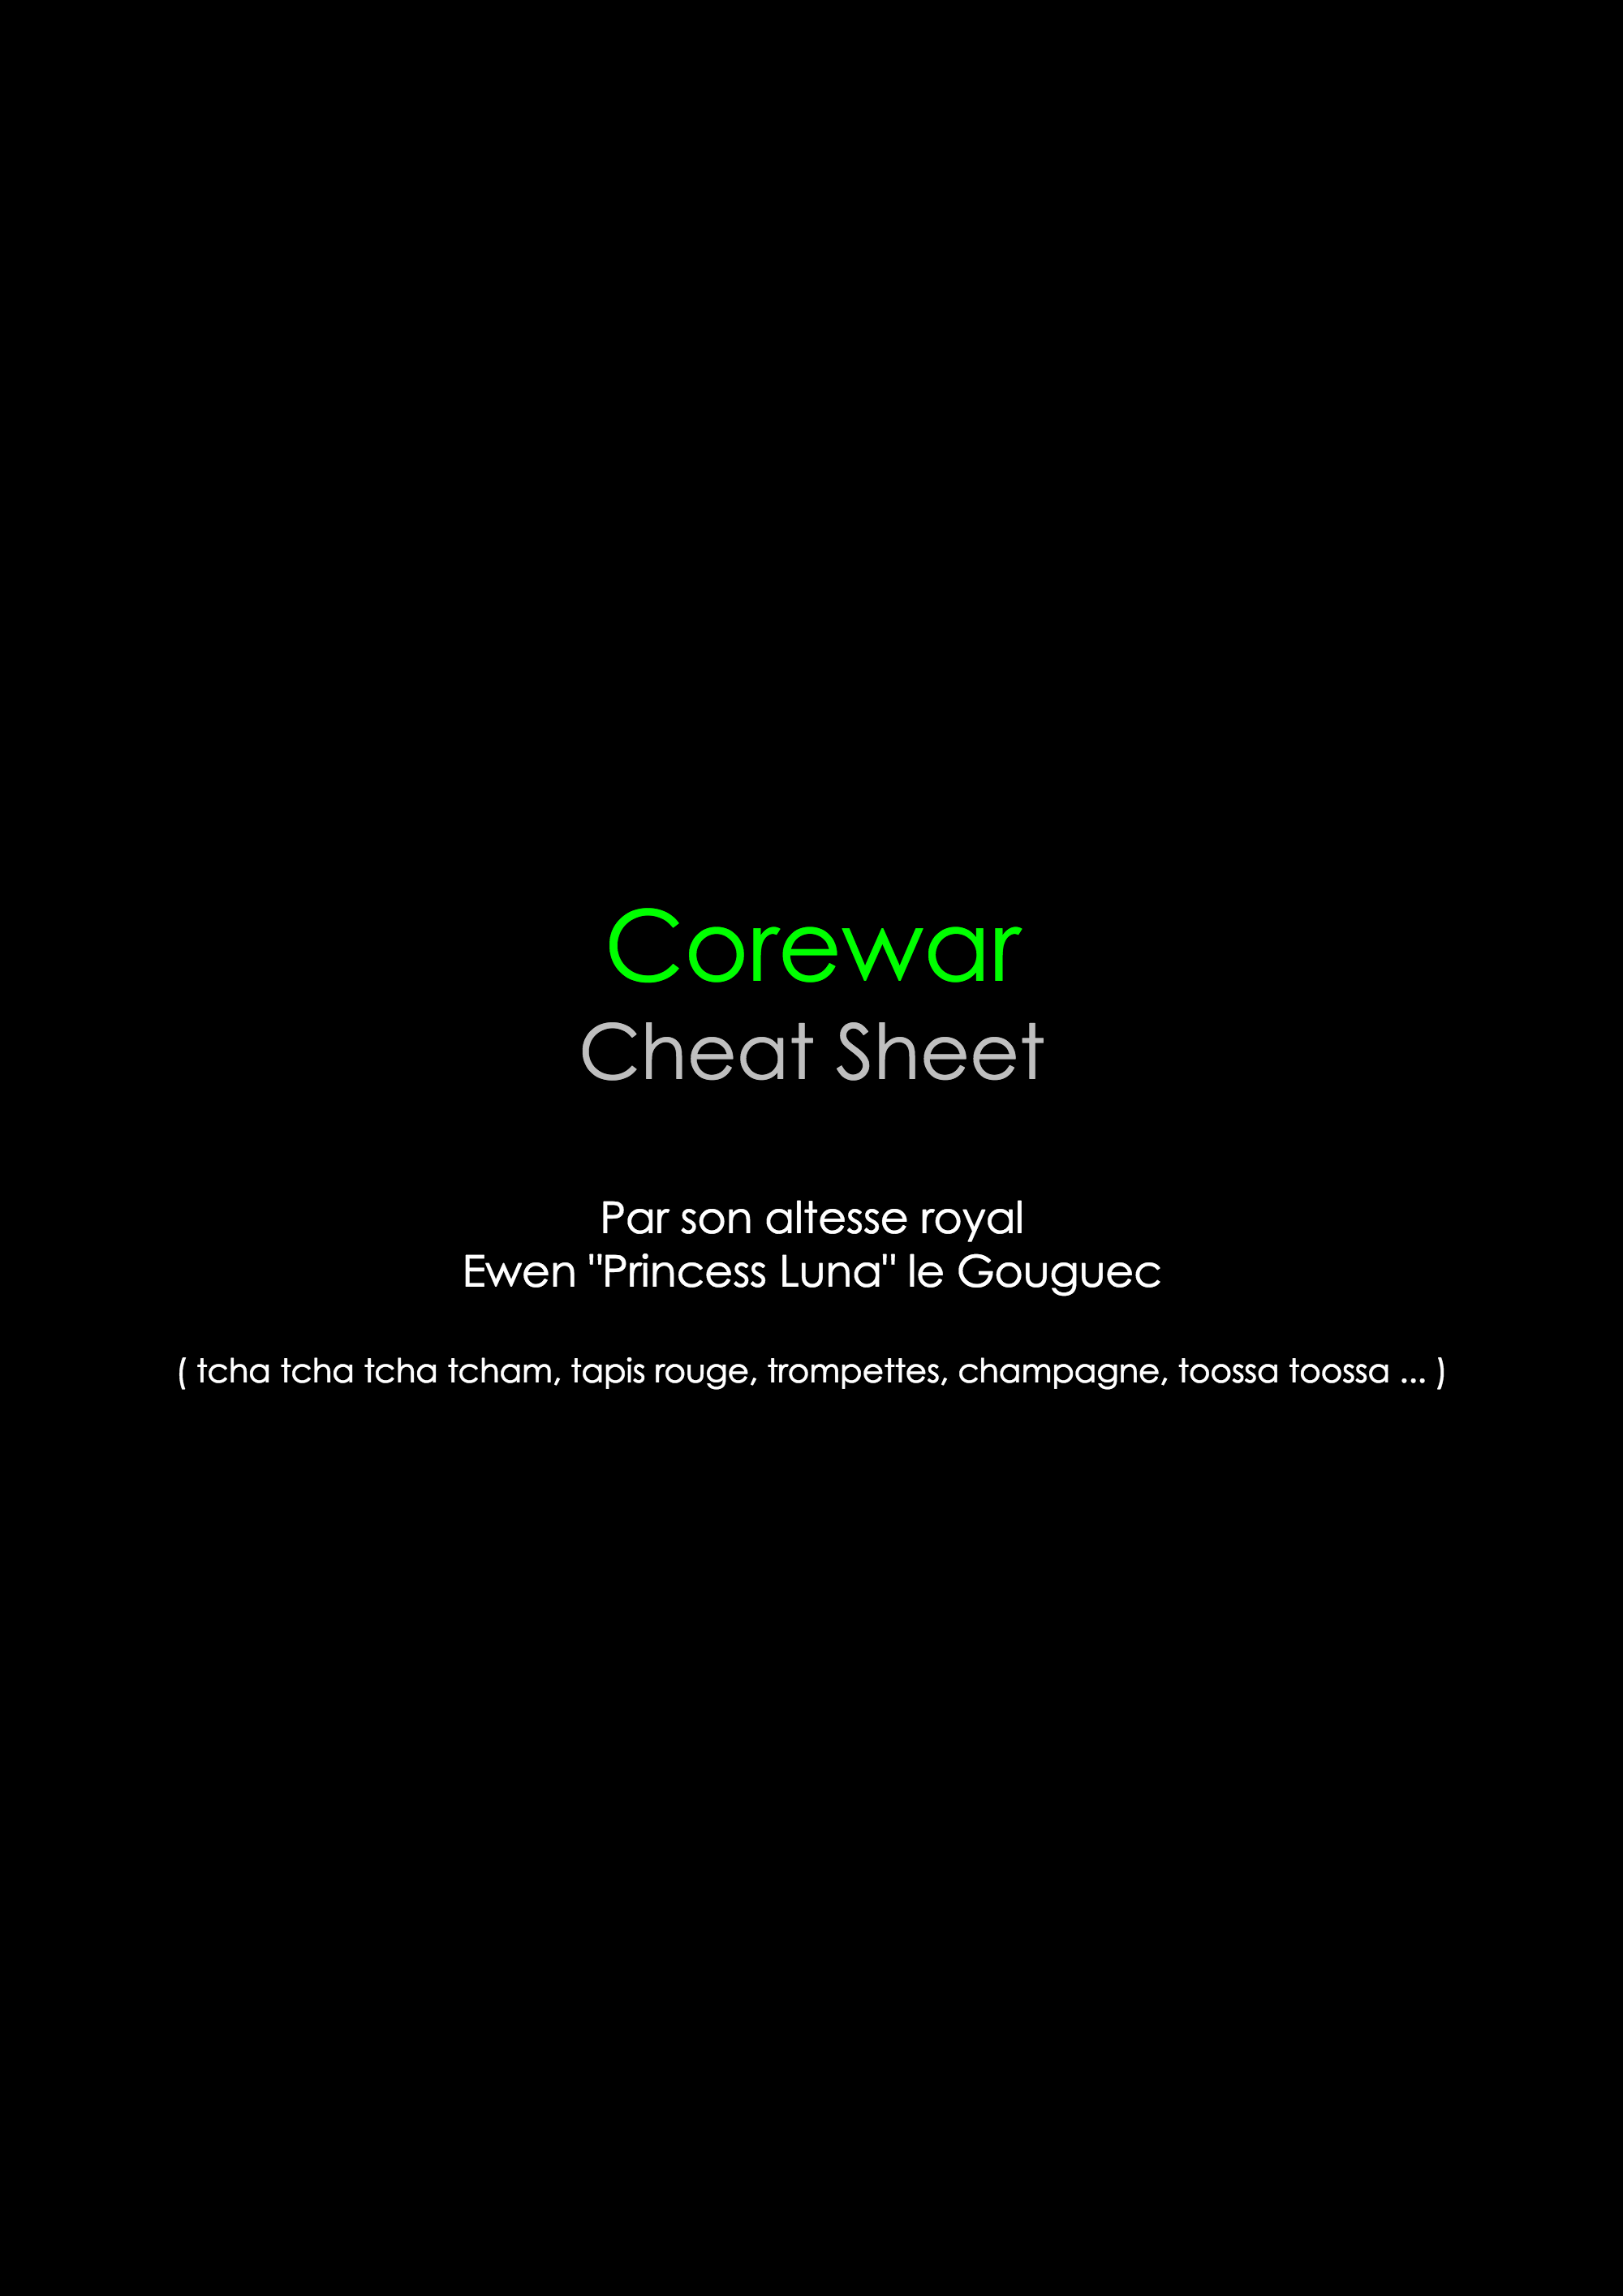 Corewar
Cheat Sheet
Par son altesse royal
Ewen "Princess Luna" le Gouguec
( tcha tcha tcha tcham, tapis rouge, trompettes, champagne, toossa toossa ... )